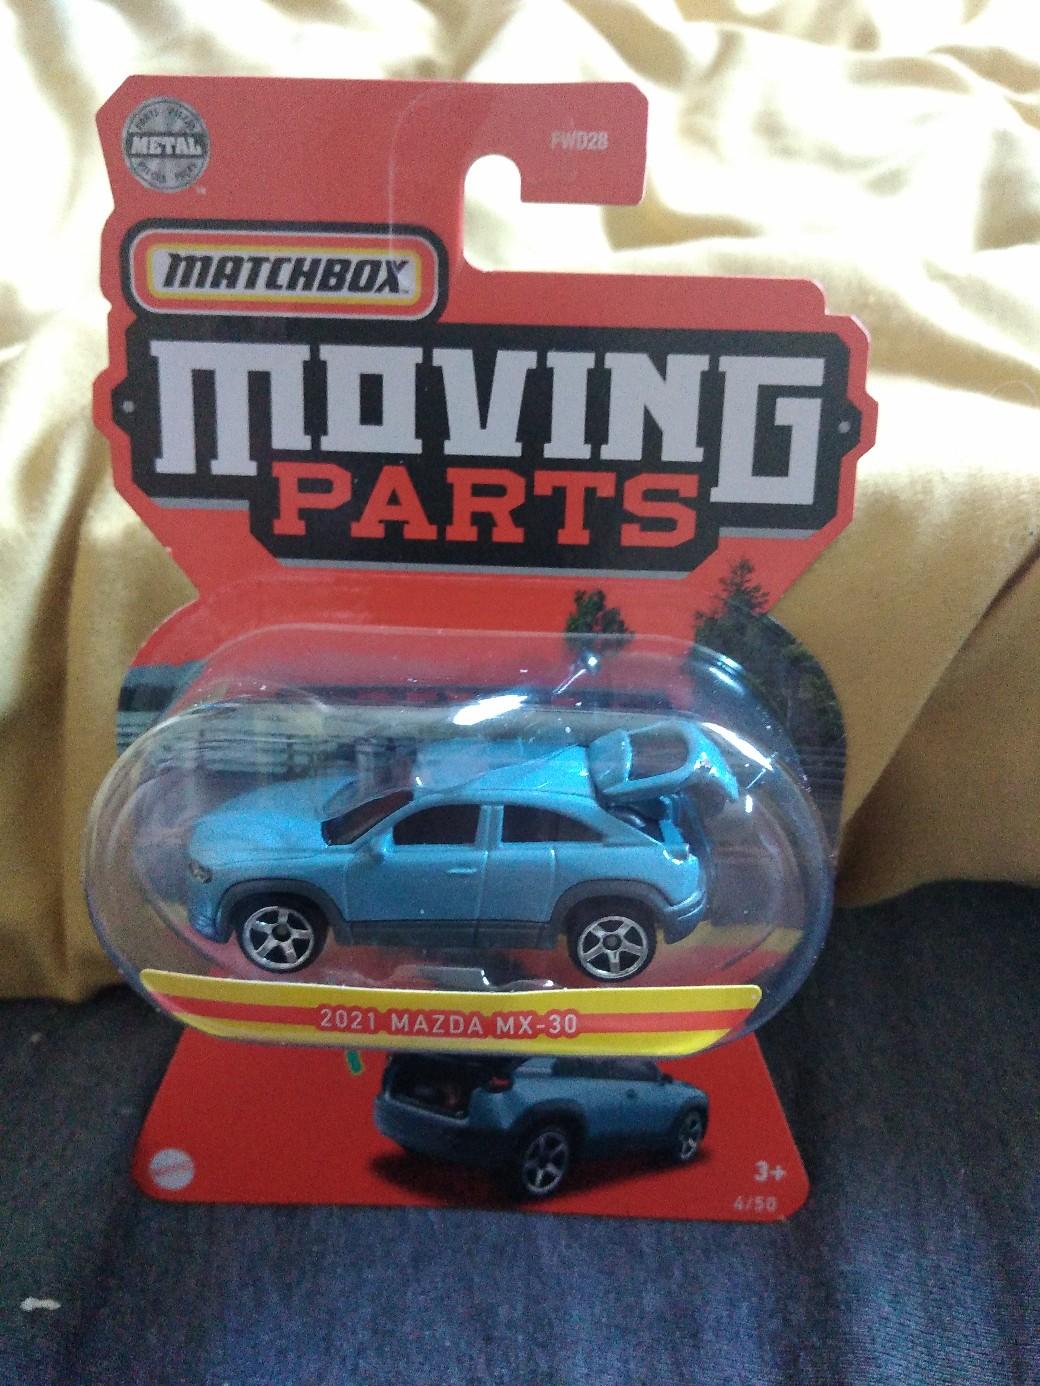 FWD28
METAL
MATCHBOX
MOVING
PARTS
2021 MAZDA MX-30
3+
4/50